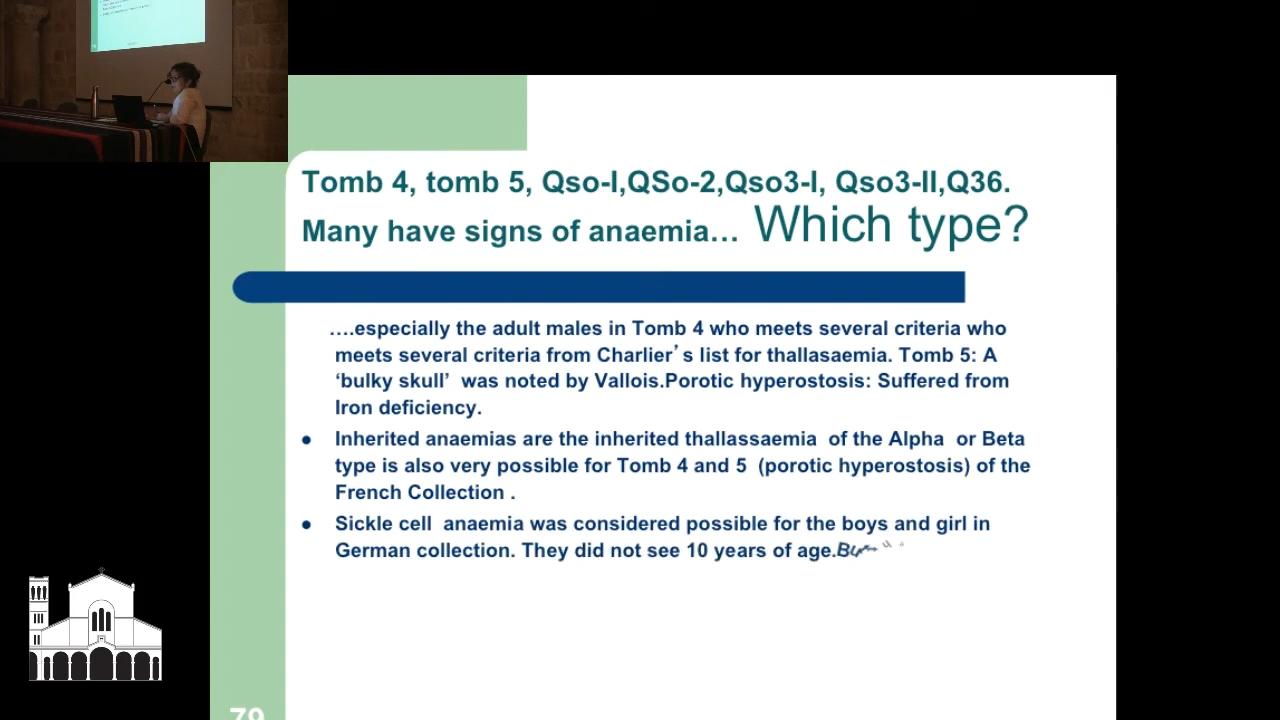 Tomb 4, tomb 5, Qso-I,QSo-2,Qso3-I, Qso3-II,Q36.
Many have signs of anaemia… Which type?
….especially the adult males in Tomb 4 who meets several criteria who
meets several criteria from Charlier’s list for thallasaemia. Tomb 5: A
‘bulky skull’ was noted by Vallois.Porotic hyperostosis: Suffered from
Iron deficiency.
● Inherited anaemias are the inherited thallassaemia of the Alpha or Beta
type is also very possible for Tomb 4 and 5 (porotic hyperostosis) of the
French Collection .
● Sickle cell anaemia was considered possible for the boys and girl in
German collection. They did not see 10 years of age.
79